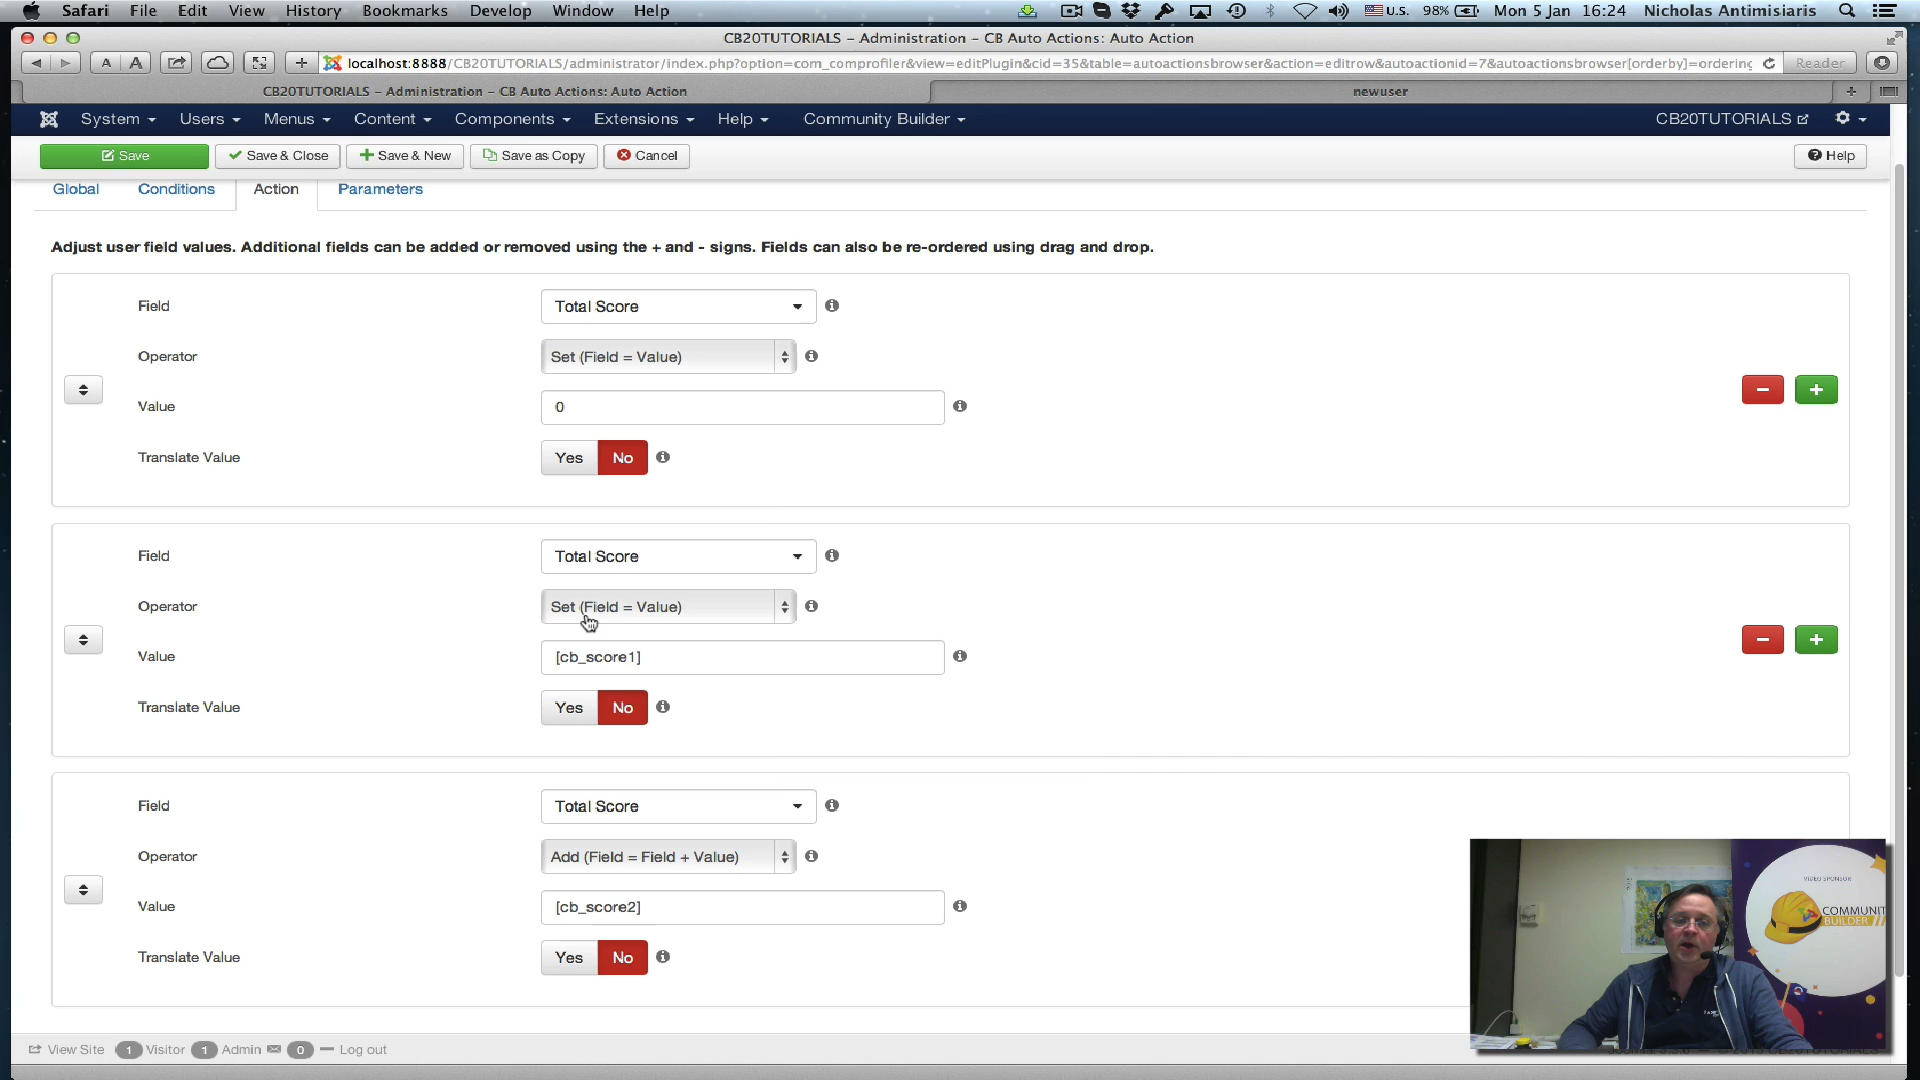 Safari File Edit View History Bookmarks Develop Window Help U.S. 98% Mon 5 Jan 16:24 Nicholas Antimisiaris
CB20TUTORIALS – Administration – CB Auto Actions: Auto Action
A A + localhost:8888/CB20TUTORIALS/administrator/index.php?option=com_comprofiler&view=editPlugin&cid=35&table=autoactionsbrowser&action=editrow&autoactionid=7&autoactionsbrowser[orderby]=ordering Reader
CB20TUTORIALS – Administration – CB Auto Actions: Auto Action newuser +
System Users Menus Content Components Extensions Help Community Builder CB20TUTORIALS
Save Save & Close Save & New Save as Copy Cancel Help
Global Conditions Action Parameters
Adjust user field values. Additional fields can be added or removed using the + and - signs. Fields can also be re-ordered using drag and drop.
Field Total Score
Operator Set (Field = Value)
Value 0
Translate Value Yes No
Field Total Score
Operator Set (Field = Value)
Value [cb_score1]
Translate Value Yes No
Field Total Score
Operator Add (Field = Field + Value)
Value [cb_score2]
Translate Value Yes No
VIDEO SPONSOR
COMMUNIT
BUILDER
View Site 1 Visitor 1 Admin 0 Log out